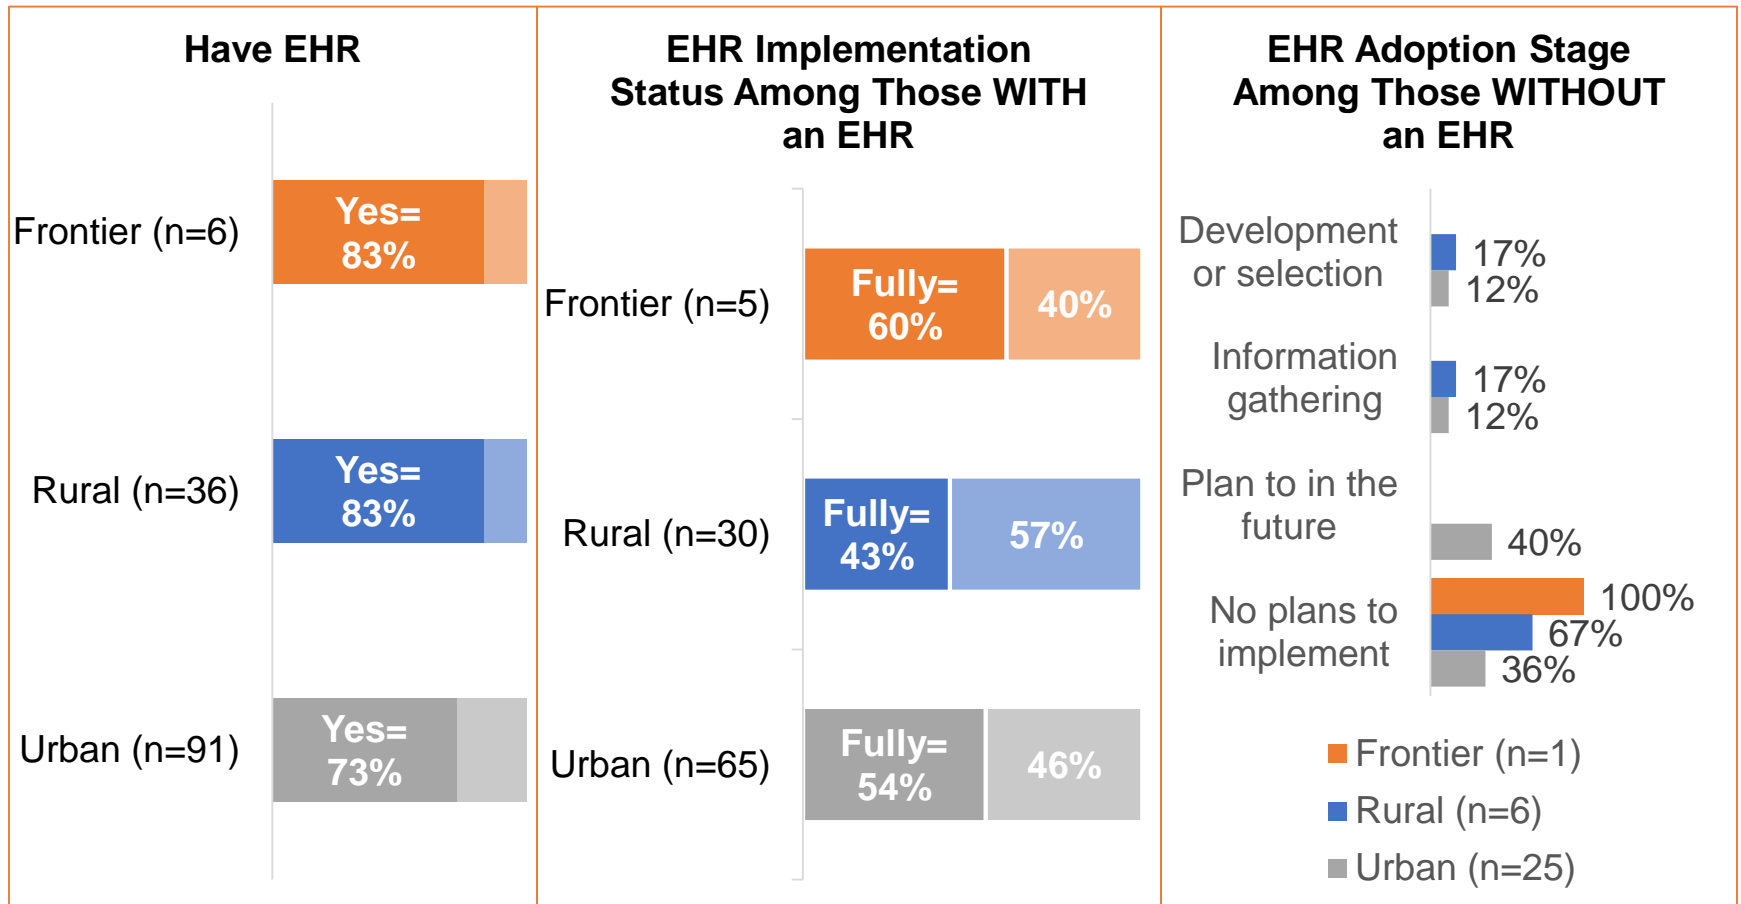 Have EHR
Frontier (n=6)
Yes=
83%
Rural (n=36)
Yes=
83%
Urban (n=91)
Yes=
73%
EHR Implementation
Status Among Those WITH
an EHR
Frontier (n=5)
Fully=
60%
40%
Rural (n=30)
Fully=
43%
57%
Urban (n=65)
Fully=
54%
46%
EHR Adoption Stage
Among Those WITHOUT
an EHR
Development
or selection
17%
12%
Information
gathering
17%
12%
Plan to in the
future
40%
No plans to
implement
100%
67%
36%
Frontier (n=1)
Rural (n=6)
Urban (n=25)